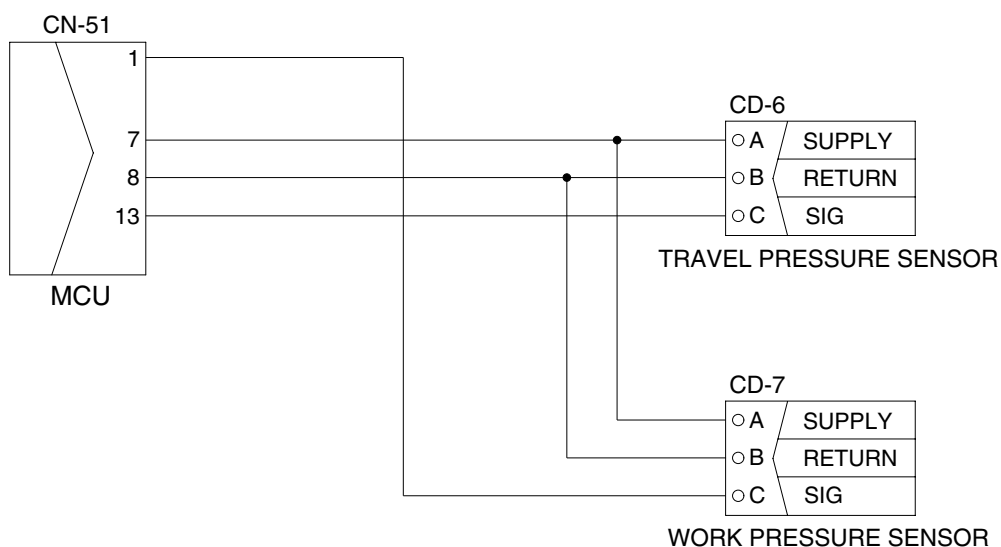 CN-51
1
7
8
13
MCU
CD-6
A SUPPLY
B RETURN
C SIG
TRAVEL PRESSURE SENSOR
CD-7
A SUPPLY
B RETURN
C SIG
WORK PRESSURE SENSOR